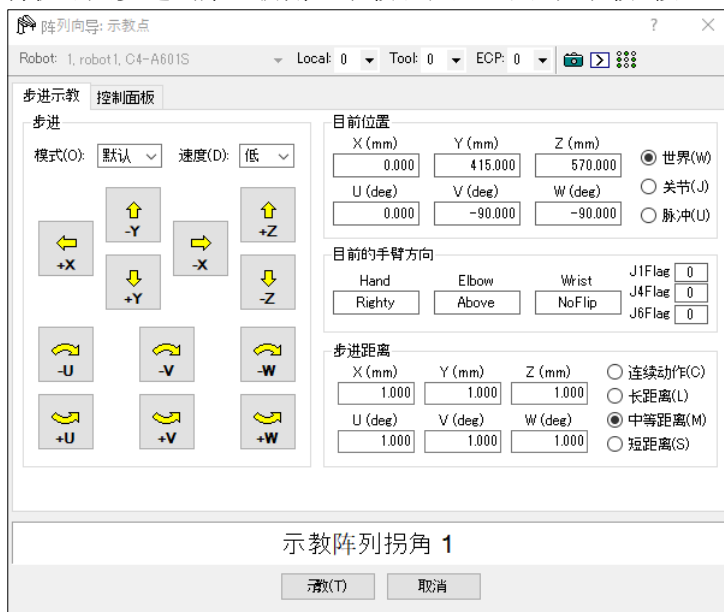 阵列向导: 示教点
Robot: 1, robot1, C4-A601S Local: 0 Tool: 0 ECP: 0
步进示教 控制面板
步进
模式(O): 默认 速度(D): 低
-Y +Z
+X -X
+Y -Z
-U -V -W
+U +V +W
目前位置
X (mm) Y (mm) Z (mm)
0.000 415.000 570.000
U (deg) V (deg) W (deg)
0.000 -90.000 -90.000
世界(W)
关节(J)
脉冲(U)
目前的手臂方向
Hand Elbow Wrist
Righty Above NoFlip
J1Flag 0
J4Flag 0
J6Flag 0
步进距离
X (mm) Y (mm) Z (mm)
1.000 1.000 1.000
U (deg) V (deg) W (deg)
1.000 1.000 1.000
连续动作(C)
长距离(L)
中等距离(M)
短距离(S)
示教阵列拐角 1
示教(T) 取消